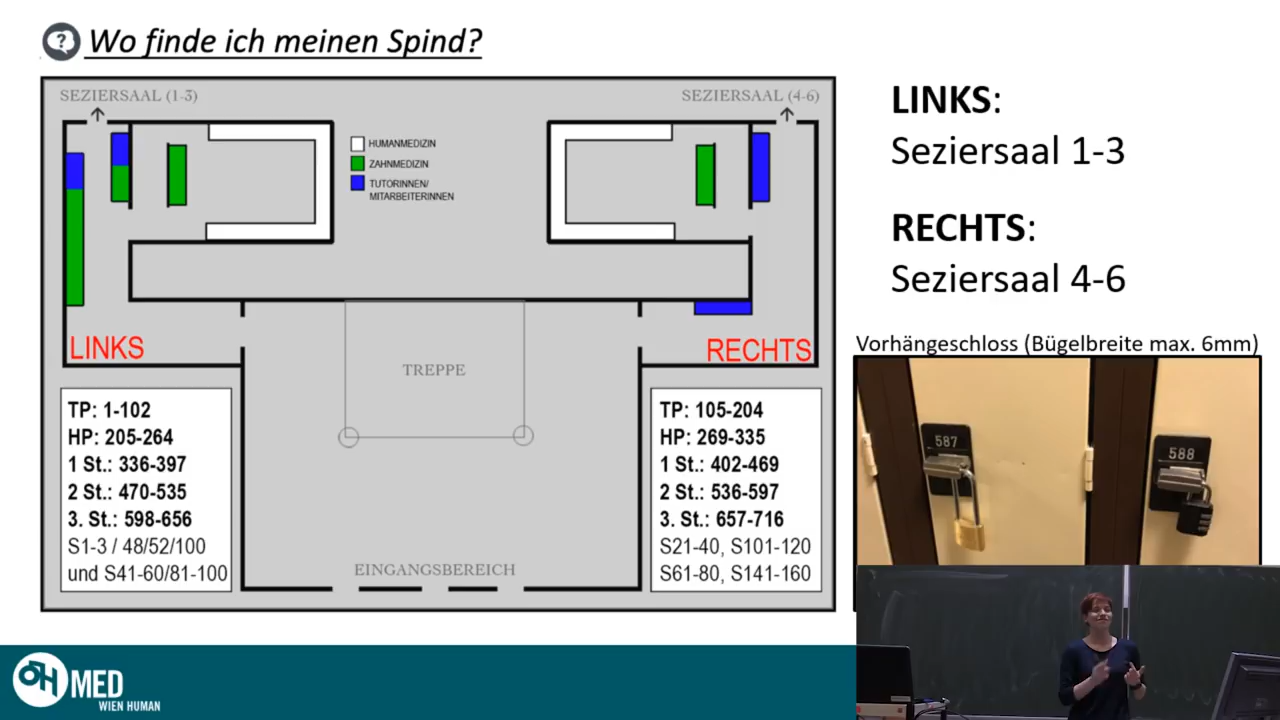 Wo finde ich meinen Spind?
SEZIERSAAL (1-3)
SEZIERSAAL (4-6)
HUMANMEDIZIN
ZAHNMEDIZIN
TUTORINNEN/
MITARBEITERINNEN
LINKS
RECHTS
TREPPE
TP: 1-102
HP: 205-264
1 St.: 336-397
2 St.: 470-535
3. St.: 598-656
S1-3 / 48/52/100
und S41-60/81-100
TP: 105-204
HP: 269-335
1 St.: 402-469
2 St.: 536-597
3. St.: 657-716
S21-40, S101-120
S61-80, S141-160
EINGANGSBEREICH
LINKS:
Seziersaal 1-3
RECHTS:
Seziersaal 4-6
Vorhängeschloss (Bügelbreite max. 6mm)
587
588
ÖH MED
WIEN HUMAN